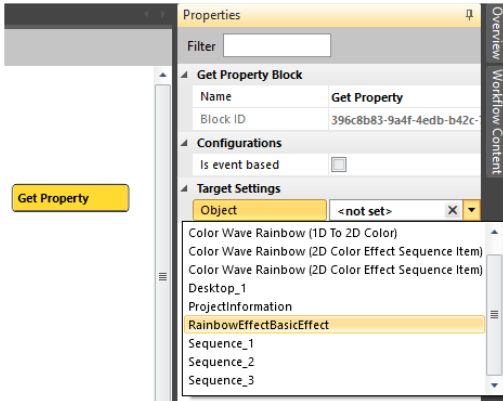 Properties
Filter
Get Property Block
Name Get Property
Block ID 396c8b83-9a4f-4edb-b42c-
Configurations
Is event based
Target Settings
Object <not set>
Color Wave Rainbow (1D To 2D Color)
Color Wave Rainbow (2D Color Effect Sequence Item)
Color Wave Rainbow (2D Color Effect Sequence Item)
Desktop_1
ProjectInformation
RainbowEffectBasicEffect
Sequence_1
Sequence_2
Sequence_3
Get Property
Overview
Workflow Content